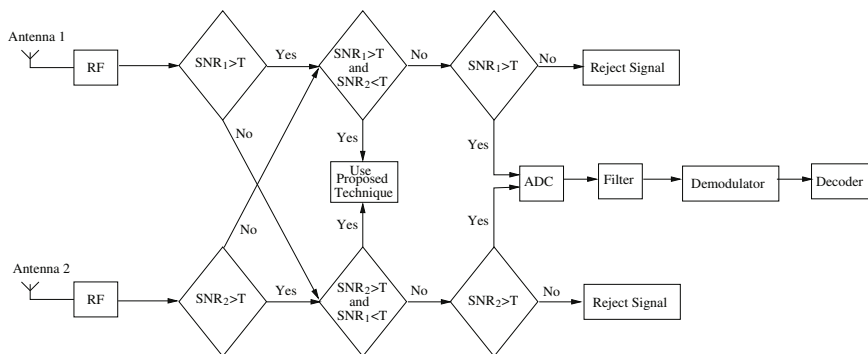 Antenna 1
RF
SNR1>T
Yes
SNR1>T
and
SNR2<T
No
SNR1>T
No
Reject Signal
No
Yes
Yes
Use
Proposed
Technique
ADC
Filter
Demodulator
Decoder
No
Yes
Yes
Antenna 2
RF
SNR2>T
Yes
SNR2>T
and
SNR1<T
No
SNR2>T
No
Reject Signal